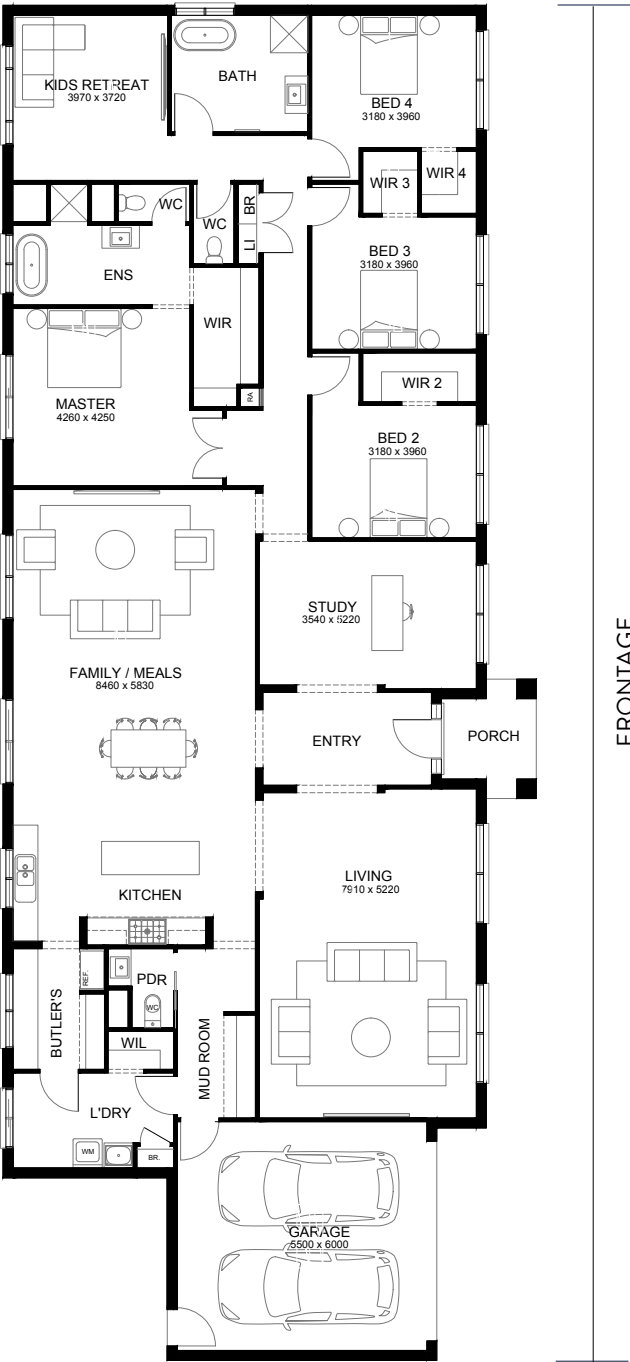 KIDS RETREAT
3970 x 3720
BATH
BED 4
3180 x 3960
WIR 3
WIR 4
WC
WC
BR
LI
ENS
BED 3
3180 x 3960
WIR
WIR 2
RA
MASTER
4260 x 4250
BED 2
3180 x 3960
STUDY
3540 x 5220
FAMILY / MEALS
8460 x 5830
ENTRY
PORCH
FRONTAGE
KITCHEN
LIVING
7910 x 5220
REF.
PDR
WC
BUTLER'S
WIL
MUD ROOM
L'DRY
WM
BR.
GARAGE
5500 x 6000